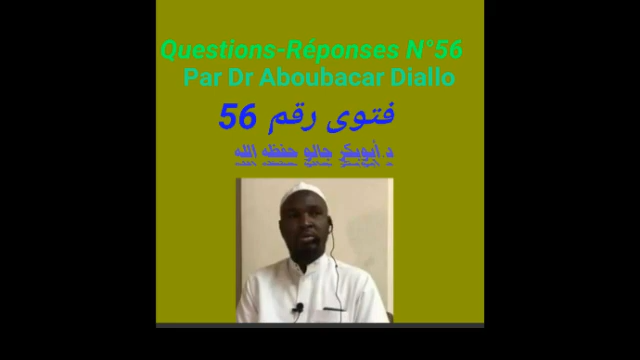 Questions-Réponses N°56
Par Dr Aboubacar Diallo
فتوى رقم 56
د. أبوبكر جالو حفظه الله